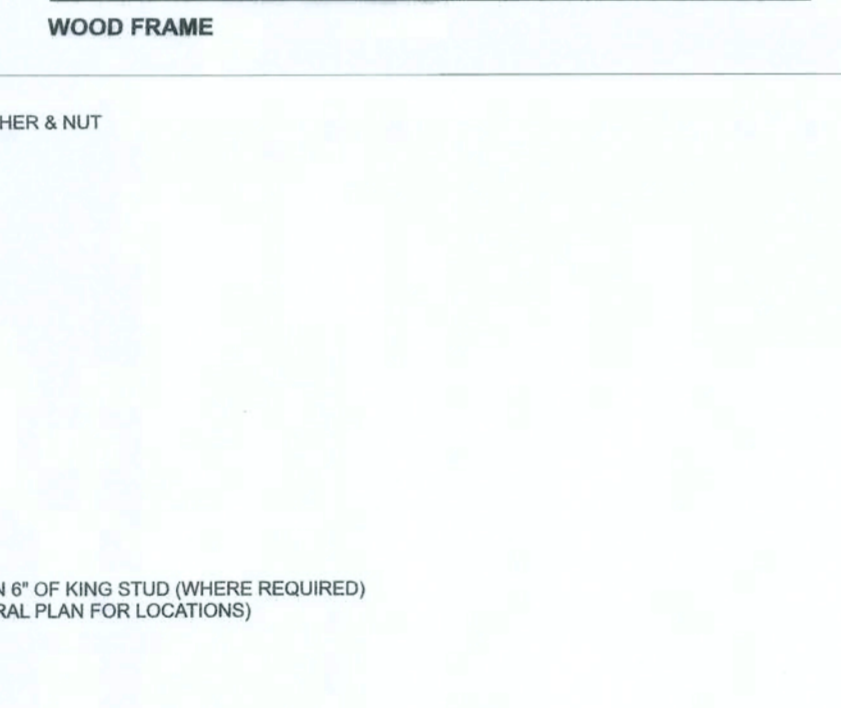 WOOD FRAME
HER & NUT
6" OF KING STUD (WHERE REQUIRED)
RAL PLAN FOR LOCATIONS)